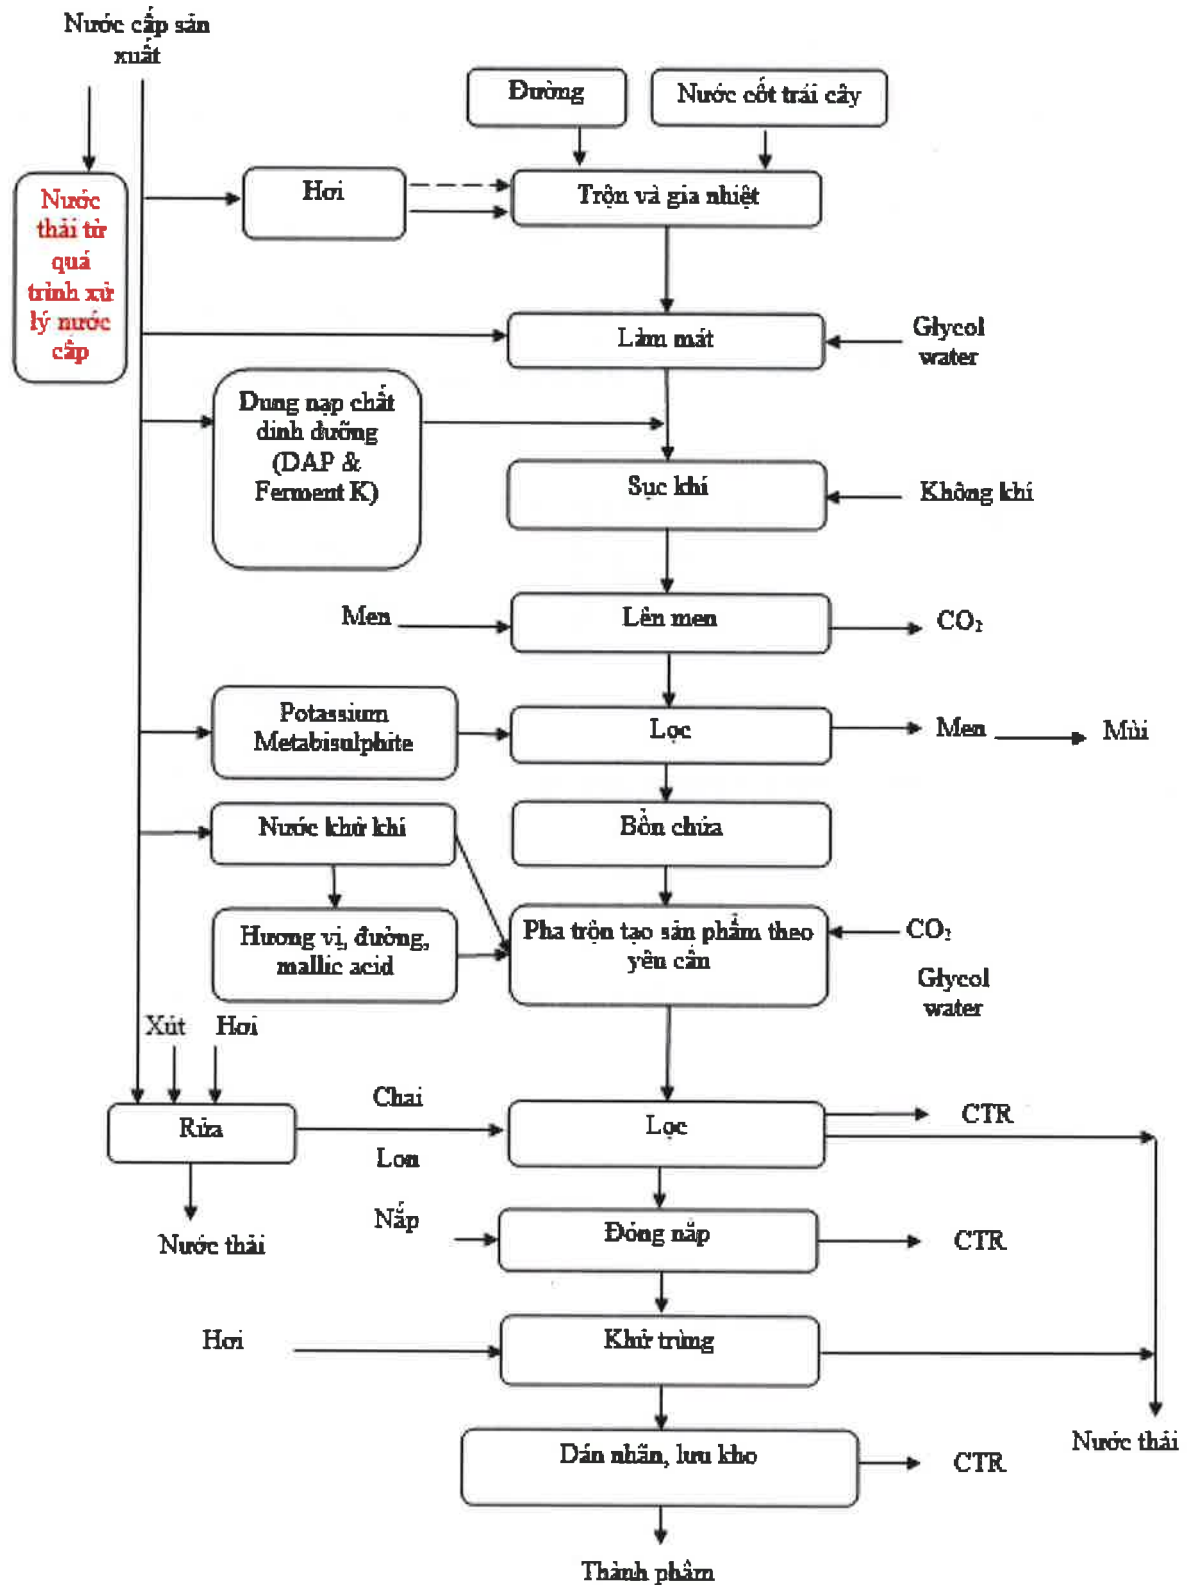 Nước cấp sản
xuất
Đường
Nước cốt trái cây
Nước
thải từ
quá
trình xử
lý nước
cấp
Hơi
Trộn và gia nhiệt
Làm mát
Glycol
water
Dung nạp chất
dinh dưỡng
(DAP &
Ferment K)
Sục khí
Không khí
Men
Lên men
CO₂
Potassium
Metabisulphite
Lọc
Men
Mùi
Nước khử khí
Bồn chứa
Hương vị, đường,
mallic acid
Pha trộn tạo sản phẩm theo
yêu cầu
CO₂
Glycol
water
Xút
Hơi
Rửa
Chai
Lon
Lọc
CTR
Nước thải
Nắp
Đóng nắp
CTR
Hơi
Khử trùng
Nước thải
Dán nhãn, lưu kho
CTR
Thành phẩm